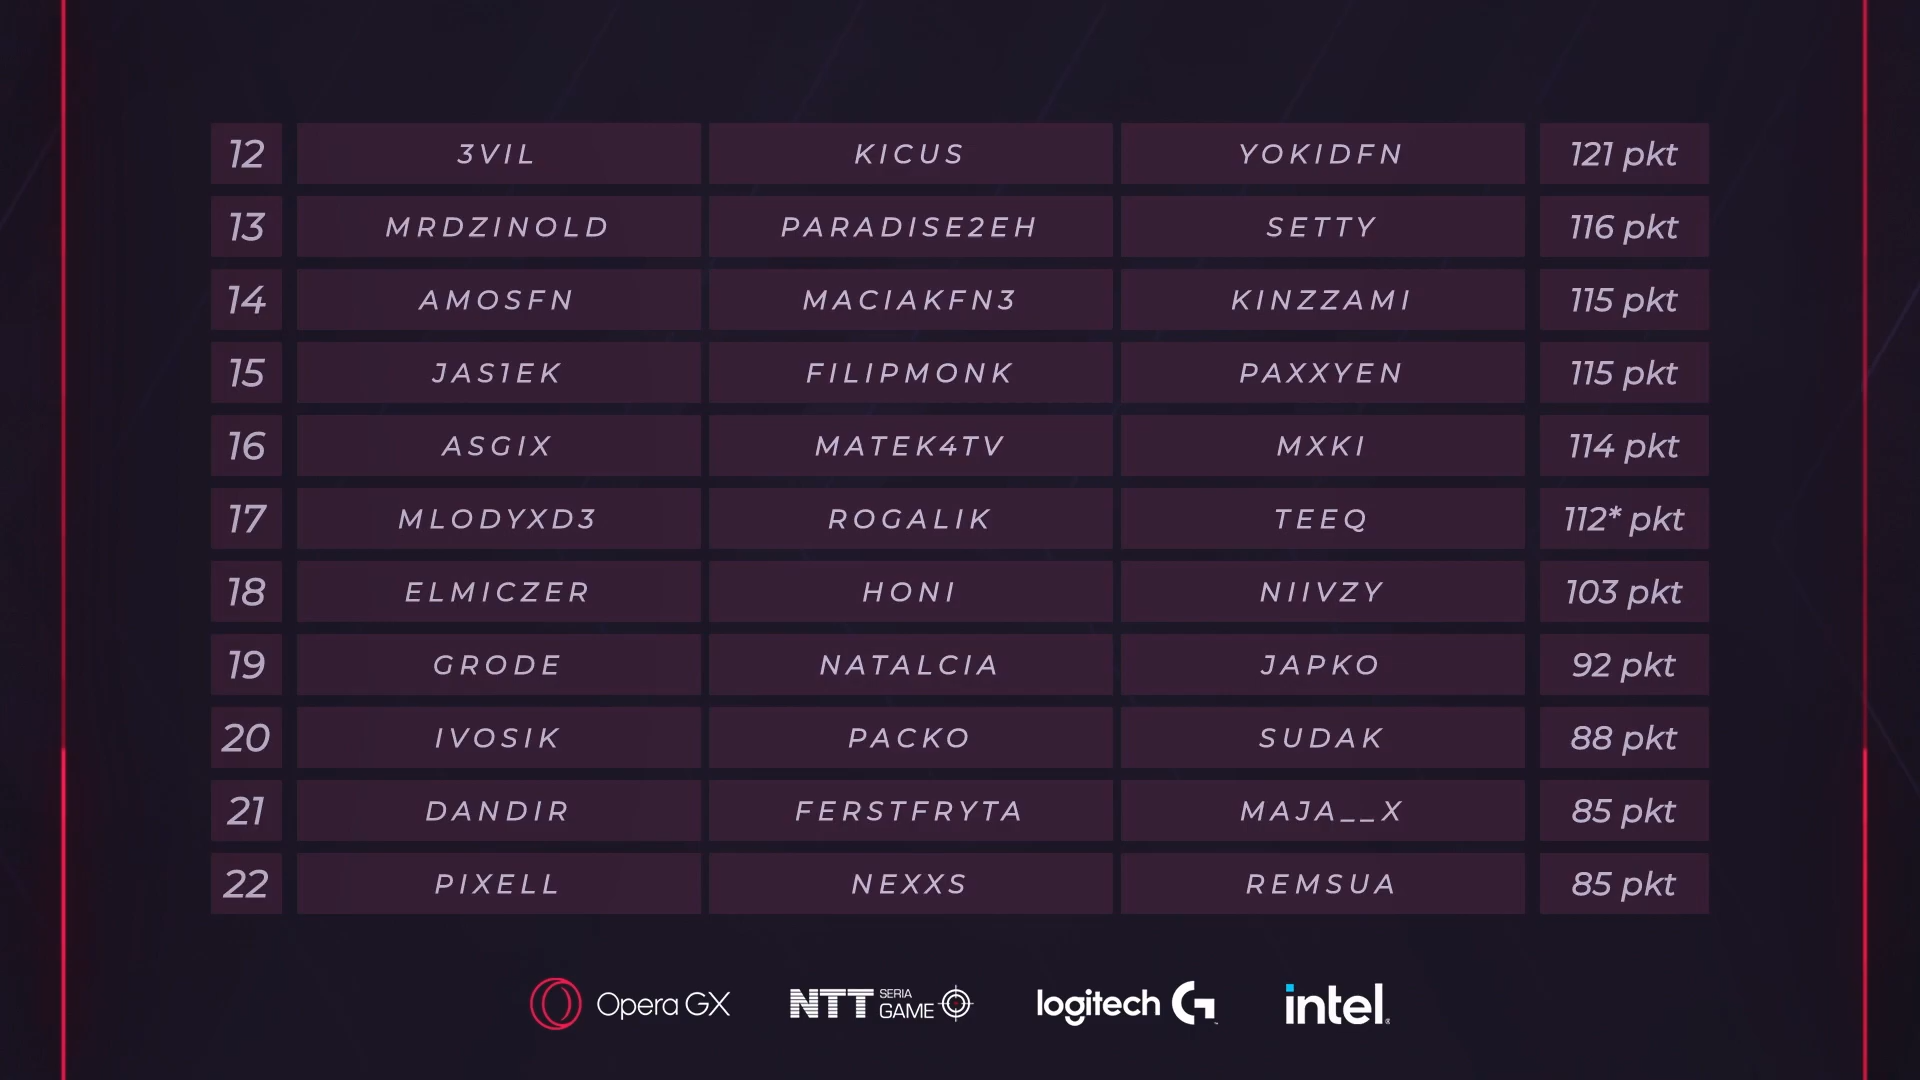 12 3VIL KICUS YOKIDFN 121 pkt
13 MRDZINOLD PARADISE2EH SETTY 116 pkt
14 AMOSFN MACIAKFN3 KINZZAMI 115 pkt
15 JAS1EK FILIPMONK PAXXYEN 115 pkt
16 ASGIX MATEK4TV MXKI 114 pkt
17 MLODYXD3 ROGALIK TEEQ 112* pkt
18 ELMICZER HONI NIIVZY 103 pkt
19 GRODE NATALCIA JAPKO 92 pkt
20 IVOSIK PACKO SUDAK 88 pkt
21 DANDIR FERSTFRYTA MAJA__X 85 pkt
22 PIXELL NEXXS REMSUA 85 pkt
Opera GX NTT SERIA GAME logitech G intel